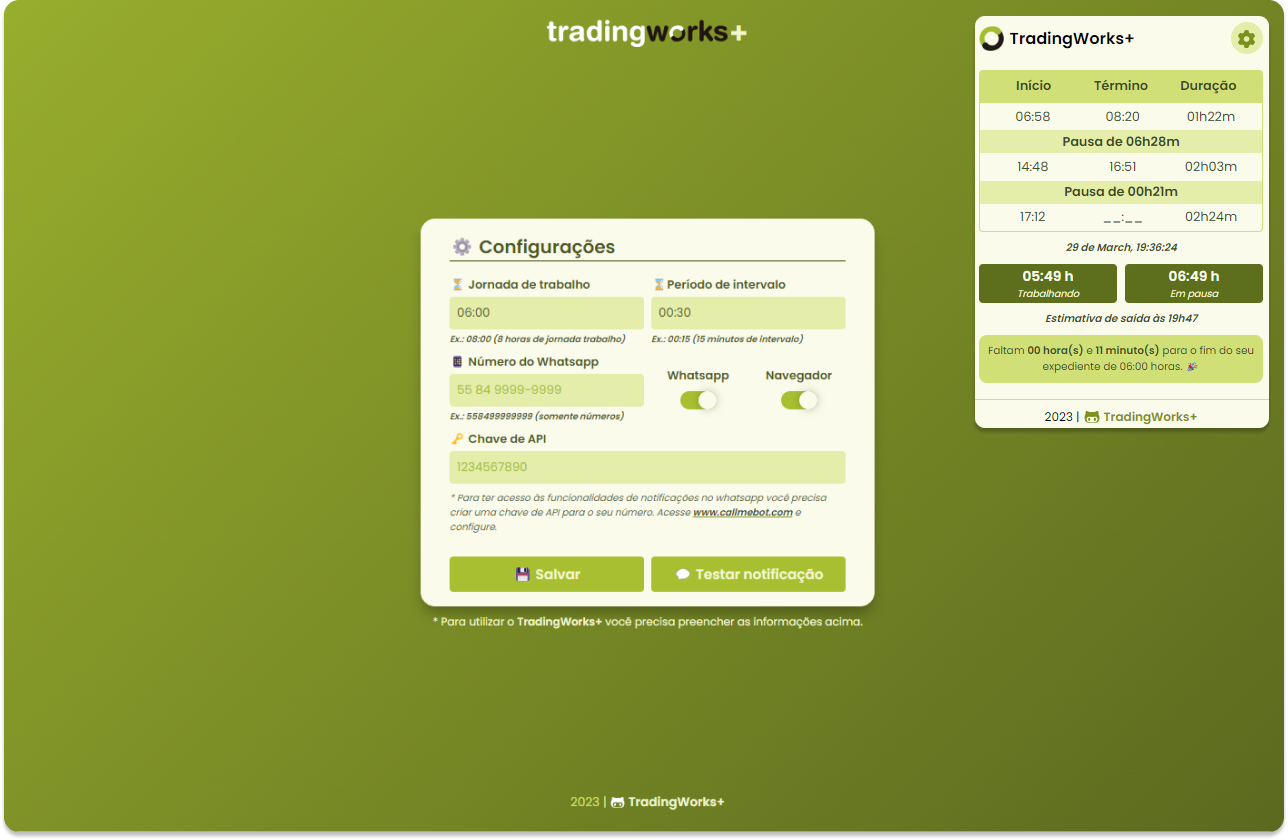 tradingworks+
Configurações
Jornada de trabalho
Período de intervalo
06:00
00:30
Ex.: 08:00 (8 horas de jornada trabalho)
Ex.: 00:15 (15 minutos de intervalo)
Número do Whatsapp
Whatsapp
Navegador
55 84 9999-9999
Ex.: 558499999999 (somente números)
Chave de API
1234567890
* Para ter acesso às funcionalidades de notificações no whatsapp você precisa
criar uma chave de API para o seu número. Acesse www.callmebot.com e
configure.
Salvar
Testar notificação
* Para utilizar o TradingWorks+ você precisa preencher as informações acima.
2023 | TradingWorks+
TradingWorks+
Início Término Duração
06:58 08:20 01h22m
Pausa de 06h28m
14:48 16:51 02h03m
Pausa de 00h21m
17:12 __:__ 02h24m
29 de March, 19:36:24
05:49 h
Trabalhando
06:49 h
Em pausa
Estimativa de saída às 19h47
Faltam 00 hora(s) e 11 minuto(s) para o fim do seu
expediente de 06:00 horas. 🎉
2023 | TradingWorks+